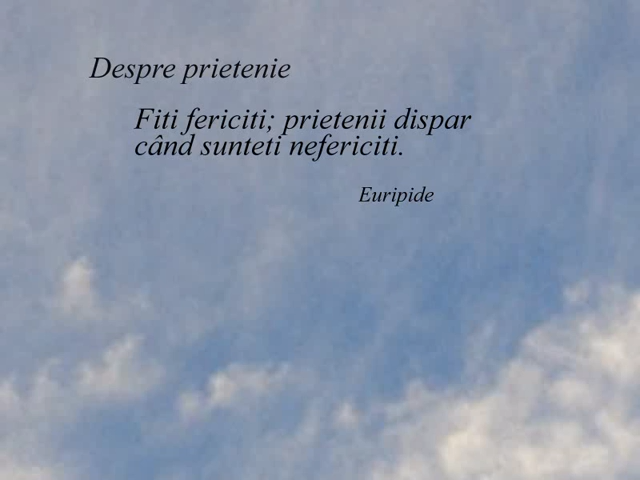 Despre prietenie
Fiti fericiti; prietenii dispar
când sunteti nefericiti.
Euripide